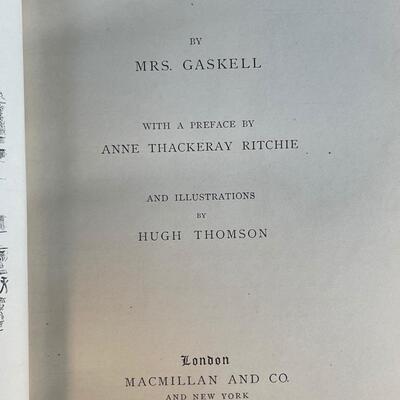 BY
MRS. GASKELL
WITH A PREFACE BY
ANNE THACKERAY RITCHIE
AND ILLUSTRATIONS
BY
HUGH THOMSON
London
MACMILLAN AND CO.
AND NEW YORK